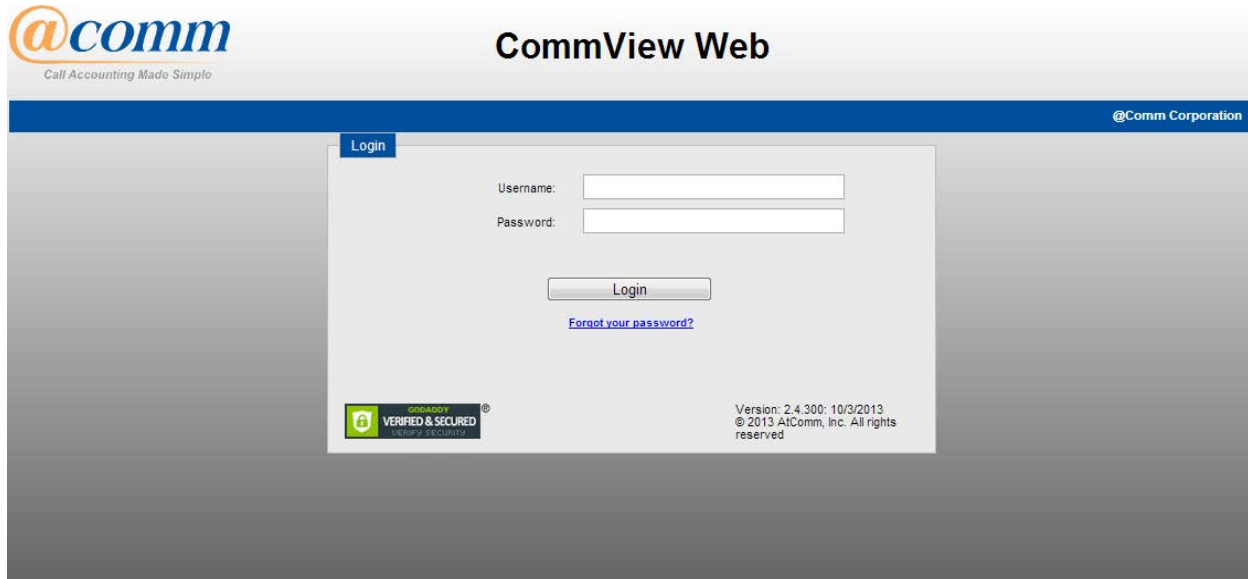 @comm
Call Accounting Made Simple
CommView Web
@Comm Corporation
Login
Username:
Password:
Login
Forgot your password?
GODADDY
VERIFIED & SECURED
VERIFY SECURITY
®
Version: 2.4.300: 10/3/2013
© 2013 AtComm, Inc. All rights
reserved